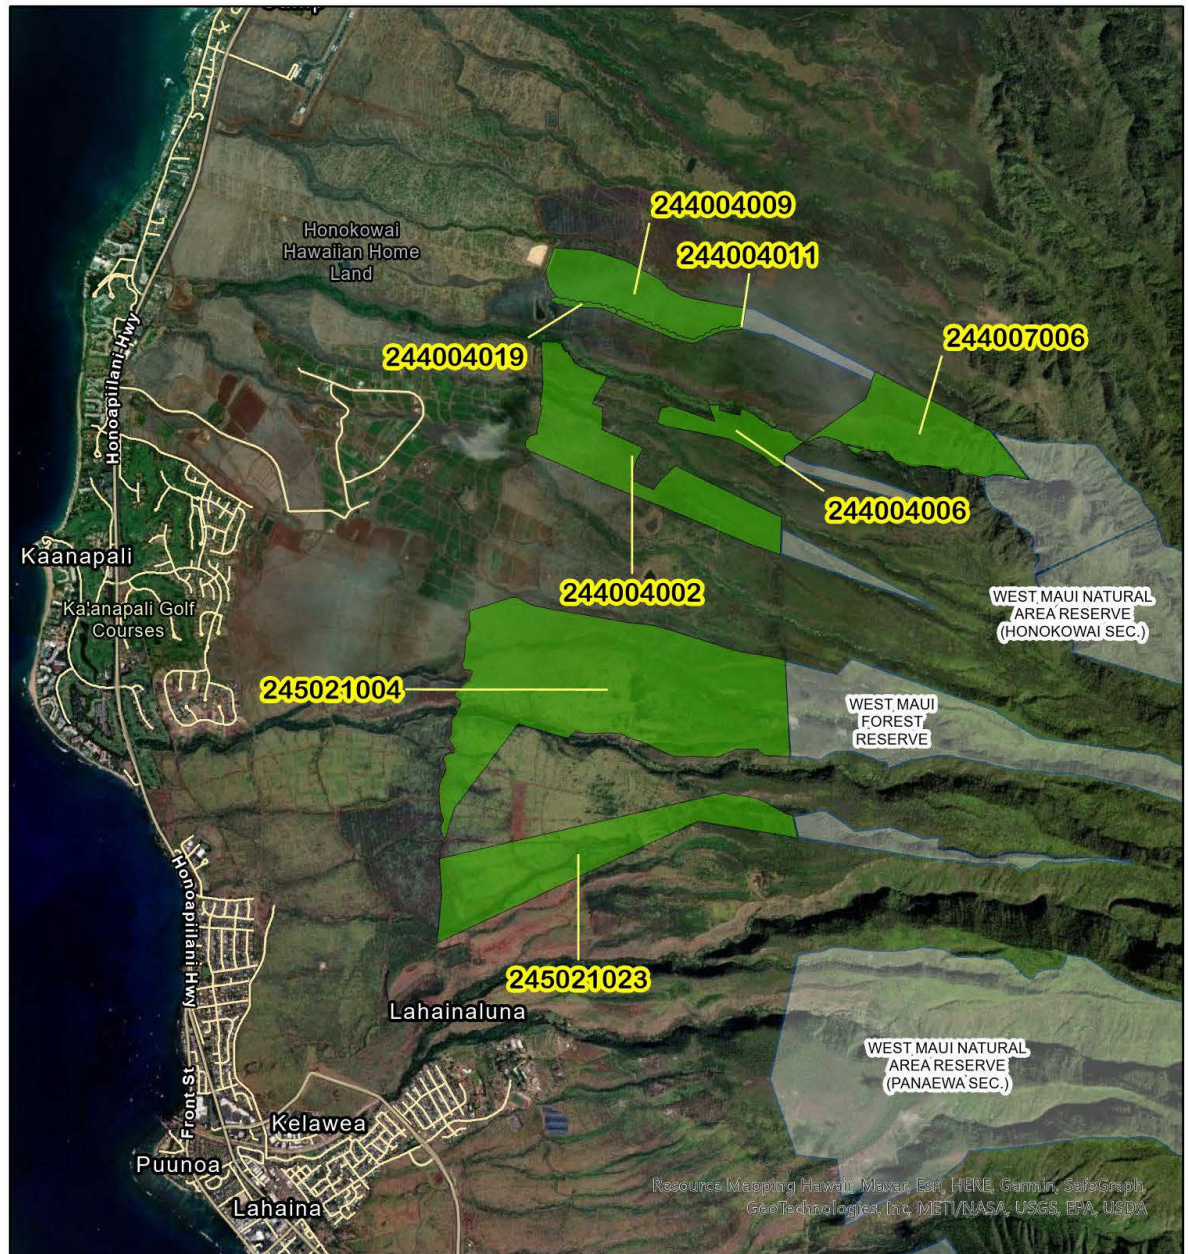 244004009
Honokowai
Hawaiian Home
Land
244004011
244004019
244007006
Honoapiilani Hwy
244004006
Kaanapali
244004002
Ka'anapali Golf
Courses
WEST MAUI NATURAL
AREA RESERVE
(HONOKOWAI SEC.)
245021004
WEST MAUI
FOREST
RESERVE
Honoapiilani Hwy
245021023
Lahainaluna
WEST MAUI NATURAL
AREA RESERVE
(PANAEWA SEC.)
Front St
Kelawea
Puunoa
Lahaina
Resource Mapping Hawaii, Maxar, Esri, HERE, Garmin, SafeGraph,
GeoTechnologies, Inc, METI/NASA, USGS, EPA, USDA